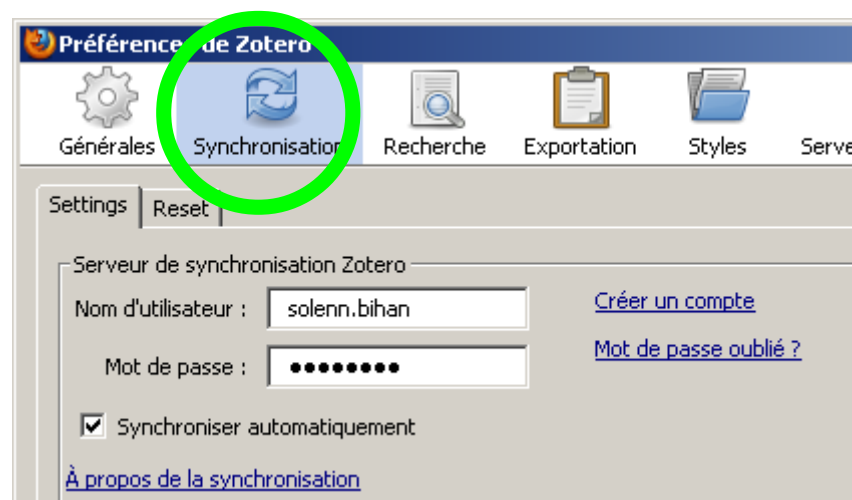 Préférence de Zotero
Générales Synchronisation Recherche Exportation Styles Serve
Settings Reset
Serveur de synchronisation Zotero
Nom d'utilisateur : solenn.bihan Créer un compte
Mot de passe : ●●●●●●●● Mot de passe oublié ?
Synchroniser automatiquement
À propos de la synchronisation